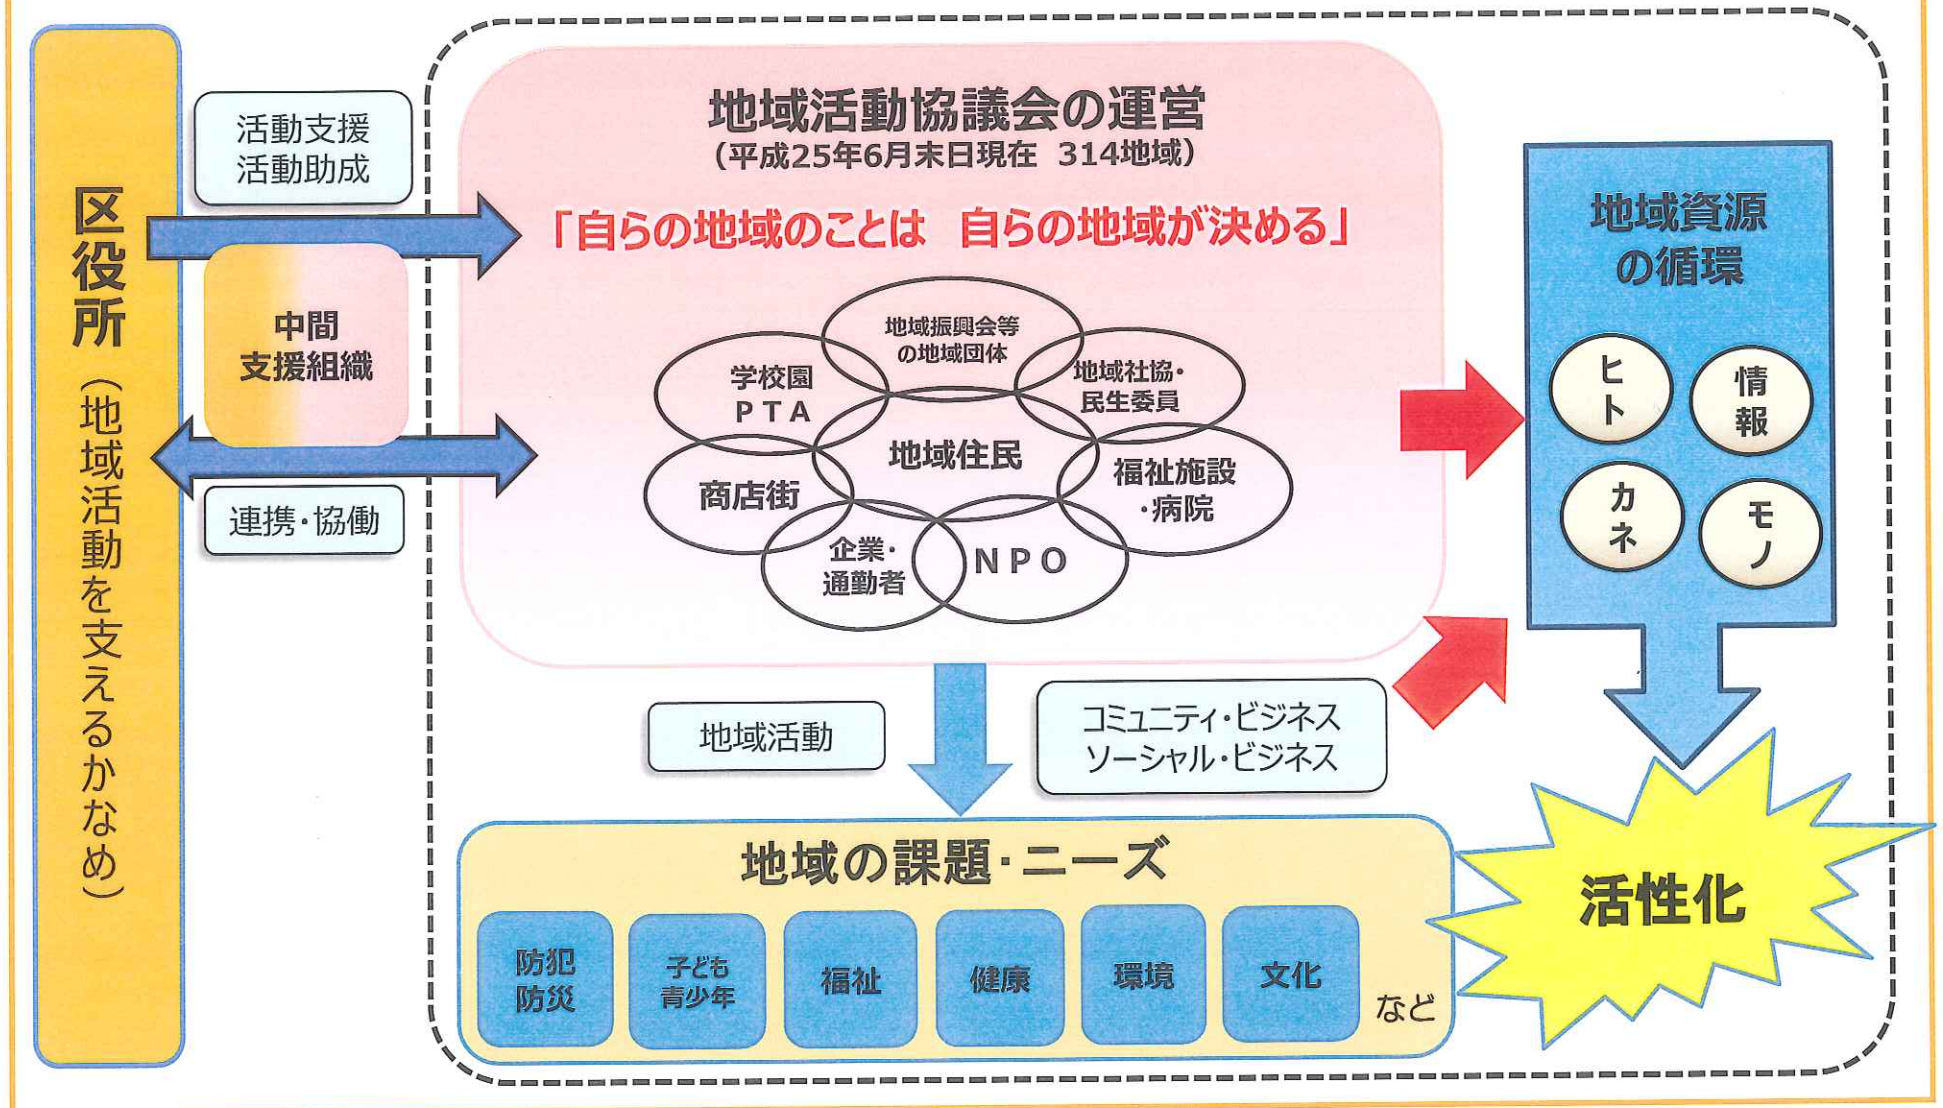 区役所（地域活動を支えるかなめ）
活動支援
活動助成
中間
支援組織
連携・協働
地域活動協議会の運営
（平成25年6月末日現在 314地域）
「自らの地域のことは 自らの地域が決める」
地域振興会等
の地域団体
学校園
ＰＴＡ
地域社協・
民生委員
地域住民
商店街
福祉施設
・病院
企業・
通勤者
ＮＰＯ
地域資源
の循環
ヒト
情報
カネ
モノ
地域活動
コミュニティ・ビジネス
ソーシャル・ビジネス
地域の課題・ニーズ
防犯
防災
子ども
青少年
福祉
健康
環境
文化
など
活性化